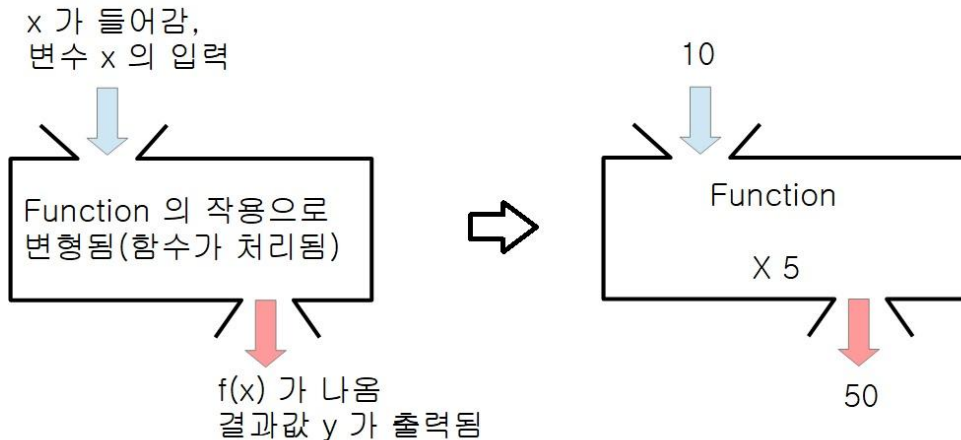 x 가 들어감,
변수 x 의 입력
Function 의 작용으로
변형됨(함수가 처리됨)
f(x) 가 나옴
결과값 y 가 출력됨
10
Function
X 5
50